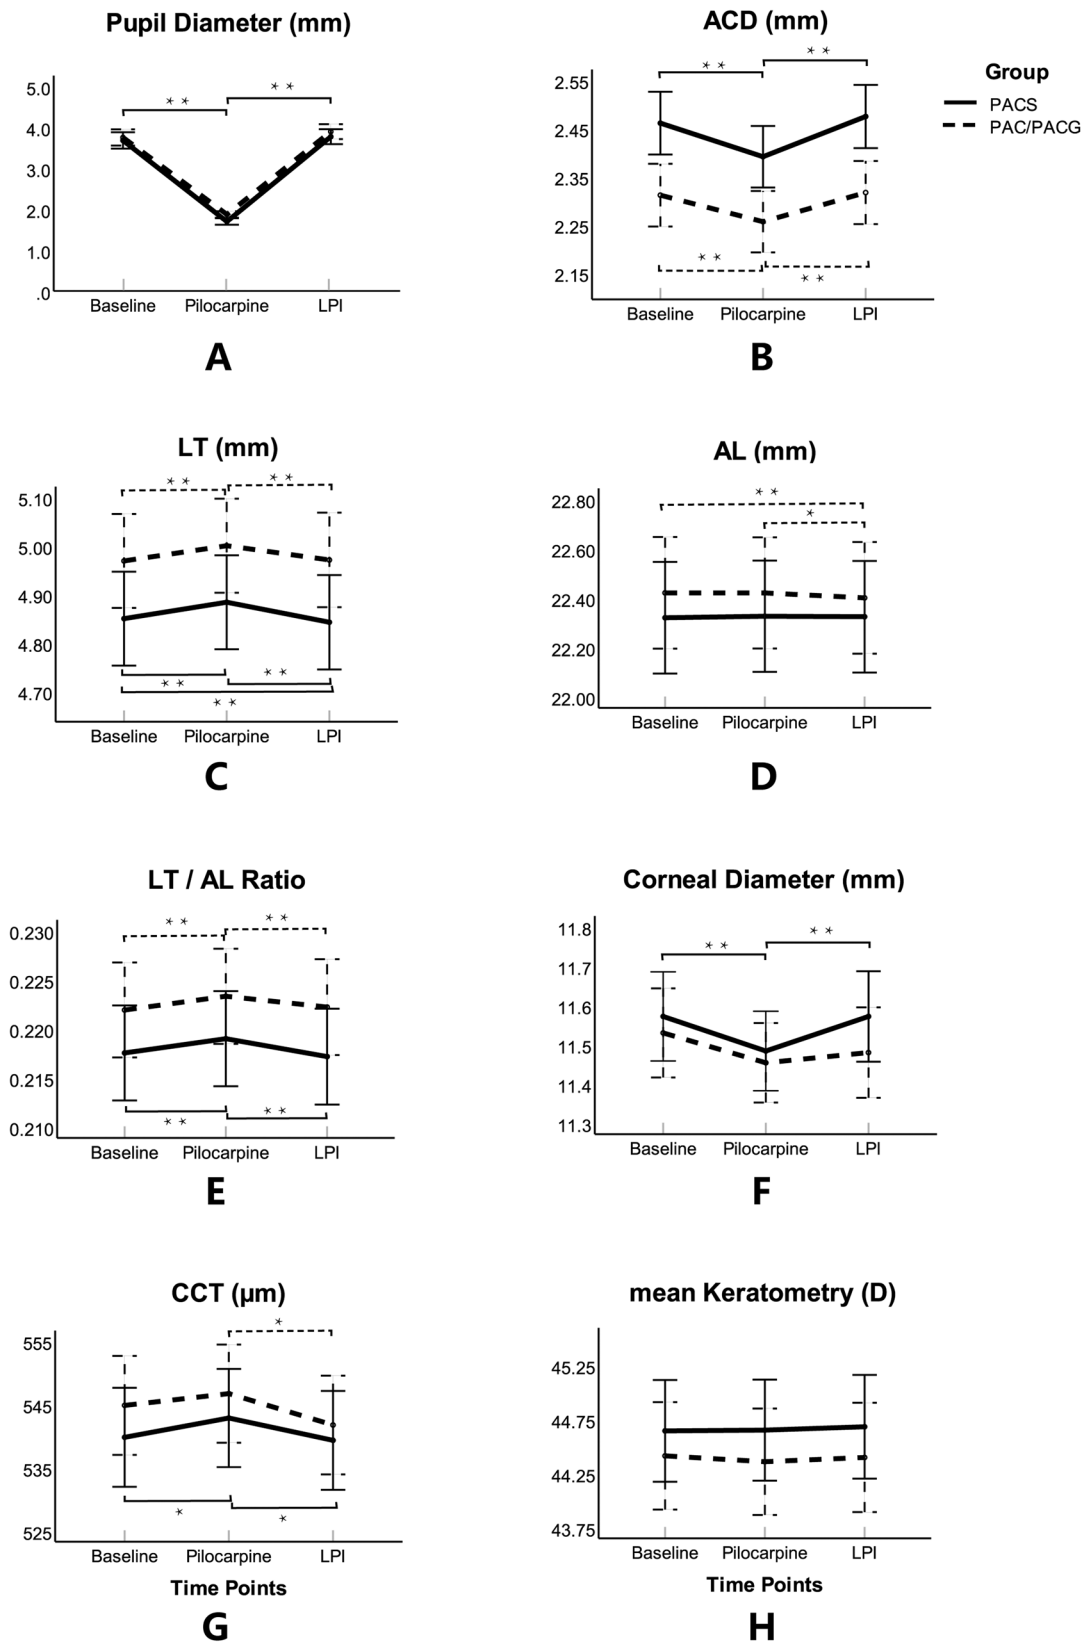 Pupil Diameter (mm)
5.0
4.0
3.0
2.0
1.0
.0
* *
* *
Baseline Pilocarpine LPI
A
ACD (mm)
2.55
2.45
2.35
2.25
2.15
* *
* *
* *
* *
Baseline Pilocarpine LPI
B
Group
PACS
PAC/PACG
LT (mm)
5.10
5.00
4.90
4.80
4.70
* *
* *
* *
* *
* *
Baseline Pilocarpine LPI
C
AL (mm)
22.80
22.60
22.40
22.20
22.00
* *
*
Baseline Pilocarpine LPI
D
LT / AL Ratio
0.230
0.225
0.220
0.215
0.210
* *
* *
* *
* *
Baseline Pilocarpine LPI
E
Corneal Diameter (mm)
11.8
11.7
11.6
11.5
11.4
11.3
* *
* *
Baseline Pilocarpine LPI
F
CCT (µm)
555
545
535
525
*
*
*
Baseline Pilocarpine LPI
Time Points
G
mean Keratometry (D)
45.25
44.75
44.25
43.75
Baseline Pilocarpine LPI
Time Points
H